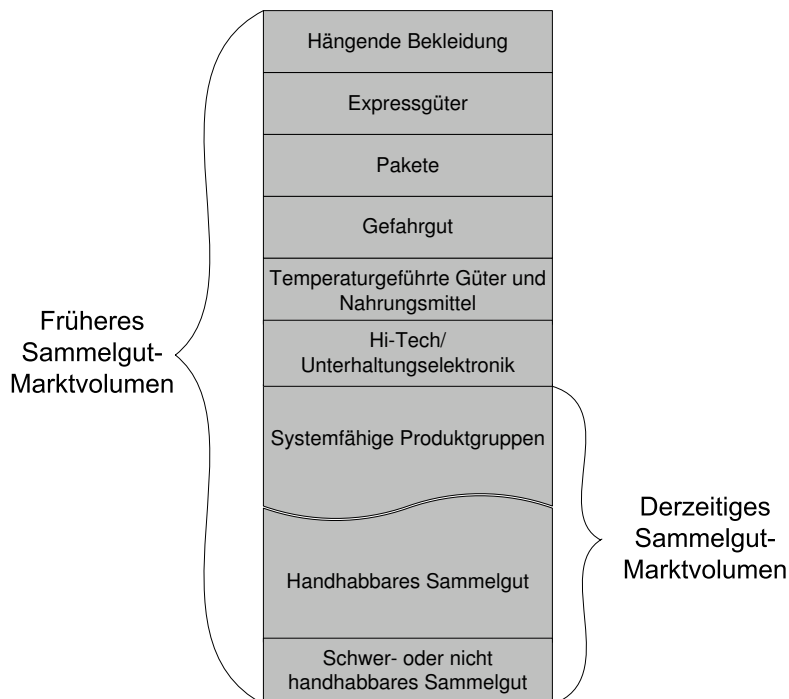 Hängende Bekleidung
Expressgüter
Pakete
Gefahrgut
Temperaturgeführte Güter und
Nahrungsmittel
Hi-Tech/
Unterhaltungselektronik
Früheres
Sammelgut-
Marktvolumen
Systemfähige Produktgruppen
Derzeitiges
Sammelgut-
Marktvolumen
Handhabbares Sammelgut
Schwer- oder nicht
handhabbares Sammelgut